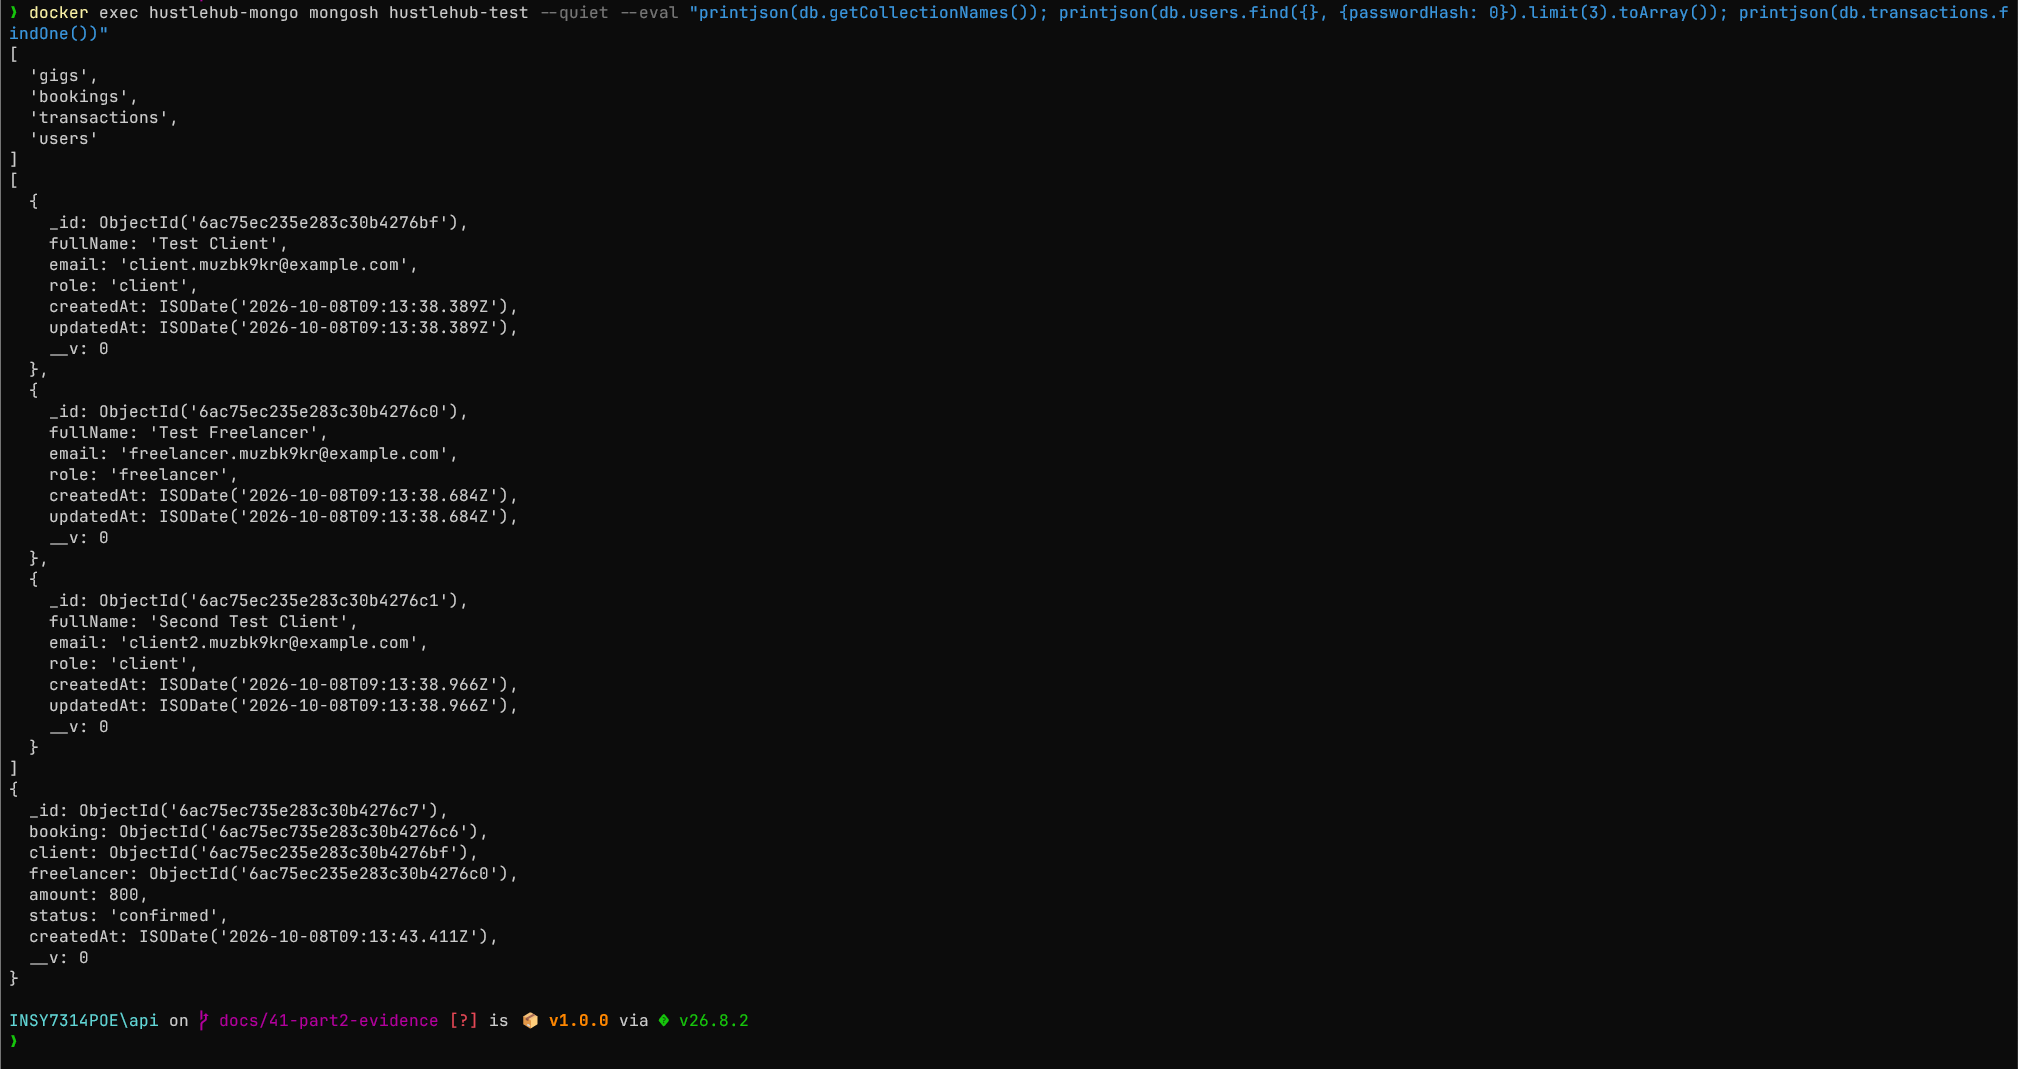 ❯ docker exec hustlehub-mongo mongosh hustlehub-test --quiet --eval "printjson(db.getCollectionNames()); printjson(db.users.find({}, {passwordHash: 0}).limit(3).toArray()); printjson(db.transactions.f
indOne())"
[
  'gigs',
  'bookings',
  'transactions',
  'users'
]
[
  {
    _id: ObjectId('6ac75ec235e283c30b4276bf'),
    fullName: 'Test Client',
    email: 'client.muzbk9kr@example.com',
    role: 'client',
    createdAt: ISODate('2026-10-08T09:13:38.389Z'),
    updatedAt: ISODate('2026-10-08T09:13:38.389Z'),
    __v: 0
  },
  {
    _id: ObjectId('6ac75ec235e283c30b4276c0'),
    fullName: 'Test Freelancer',
    email: 'freelancer.muzbk9kr@example.com',
    role: 'freelancer',
    createdAt: ISODate('2026-10-08T09:13:38.684Z'),
    updatedAt: ISODate('2026-10-08T09:13:38.684Z'),
    __v: 0
  },
  {
    _id: ObjectId('6ac75ec235e283c30b4276c1'),
    fullName: 'Second Test Client',
    email: 'client2.muzbk9kr@example.com',
    role: 'client',
    createdAt: ISODate('2026-10-08T09:13:38.966Z'),
    updatedAt: ISODate('2026-10-08T09:13:38.966Z'),
    __v: 0
  }
]
{
  _id: ObjectId('6ac75ec735e283c30b4276c7'),
  booking: ObjectId('6ac75ec735e283c30b4276c6'),
  client: ObjectId('6ac75ec235e283c30b4276bf'),
  freelancer: ObjectId('6ac75ec235e283c30b4276c0'),
  amount: 800,
  status: 'confirmed',
  createdAt: ISODate('2026-10-08T09:13:43.411Z'),
  __v: 0
}
INSY7314POE\api on docs/41-part2-evidence [?] is 📦 v1.0.0 via v26.8.2
❯